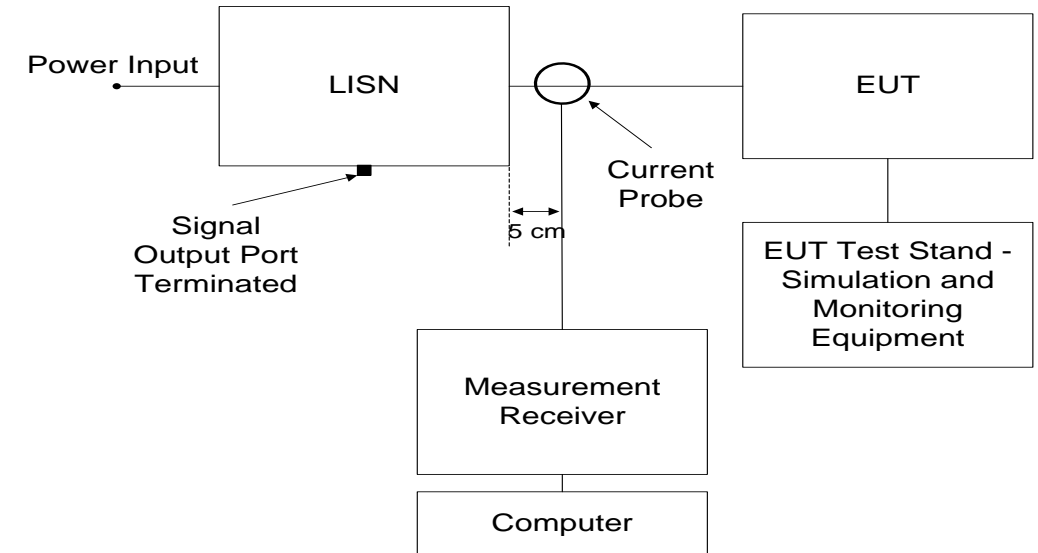 Power Input
LISN
EUT
Current
Probe
Signal
Output Port
Terminated
5 cm
EUT Test Stand -
Simulation and
Monitoring
Equipment
Measurement
Receiver
Computer